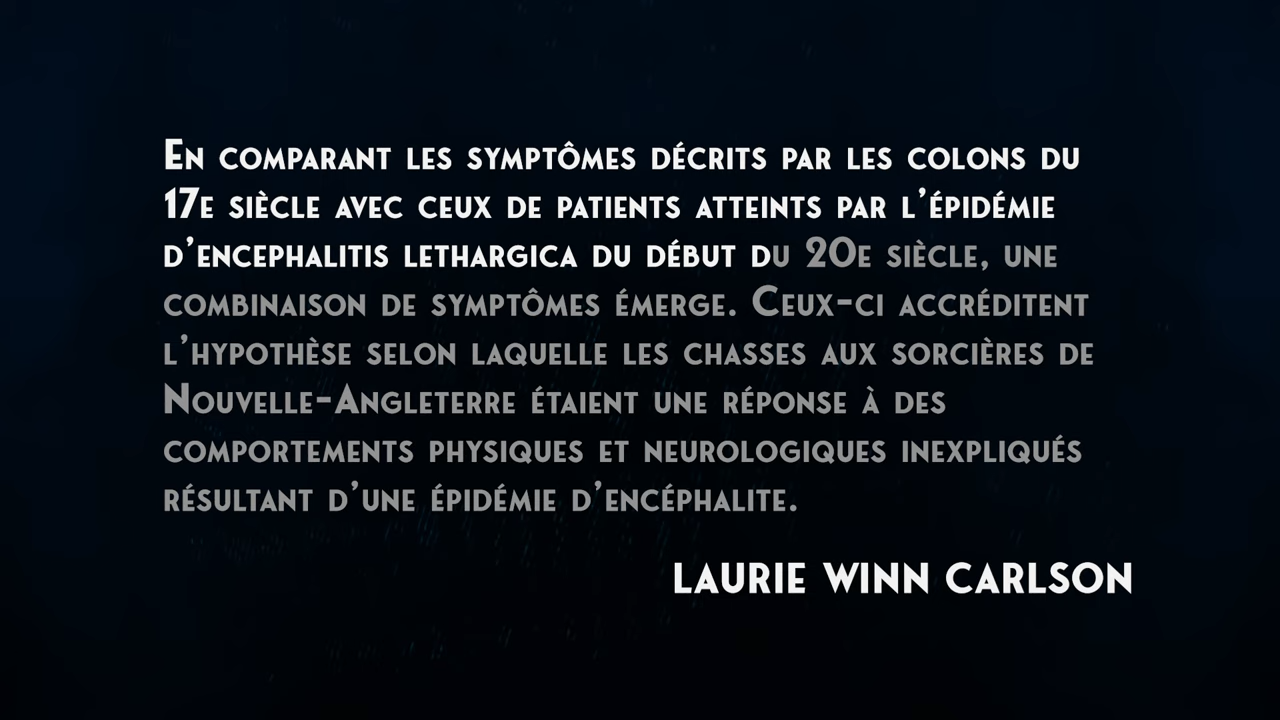 En comparant les symptômes décrits par les colons du
17e siècle avec ceux de patients atteints par l’épidémie
d’encephalitis lethargica du début du 20e siècle, une
combinaison de symptômes émerge. Ceux-ci accréditent
l’hypothèse selon laquelle les chasses aux sorcières de
Nouvelle-Angleterre étaient une réponse à des
comportements physiques et neurologiques inexpliqués
résultant d’une épidémie d’encéphalite.
LAURIE WINN CARLSON